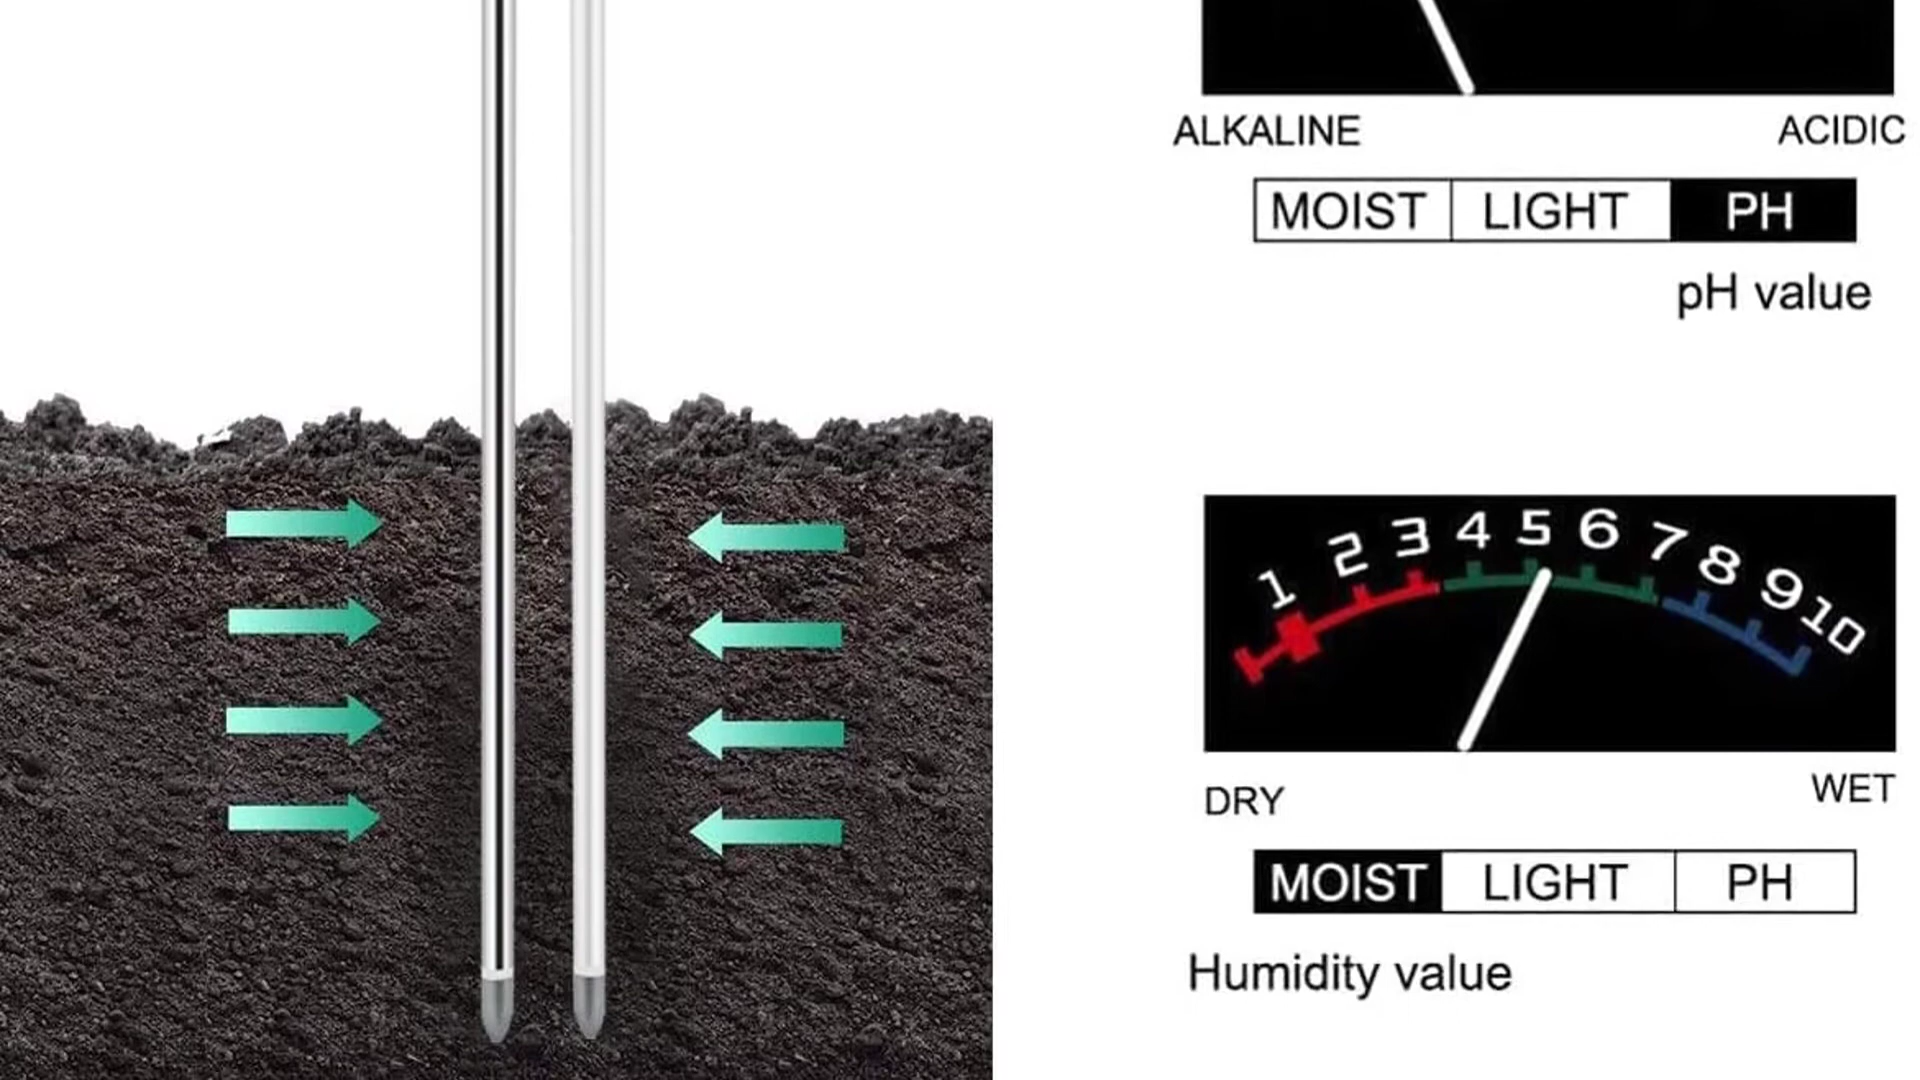 ALKALINE ACIDIC
MOIST LIGHT PH
pH value
1 2 3 4 5 6 7 8 9 10
DRY WET
MOIST LIGHT PH
Humidity value